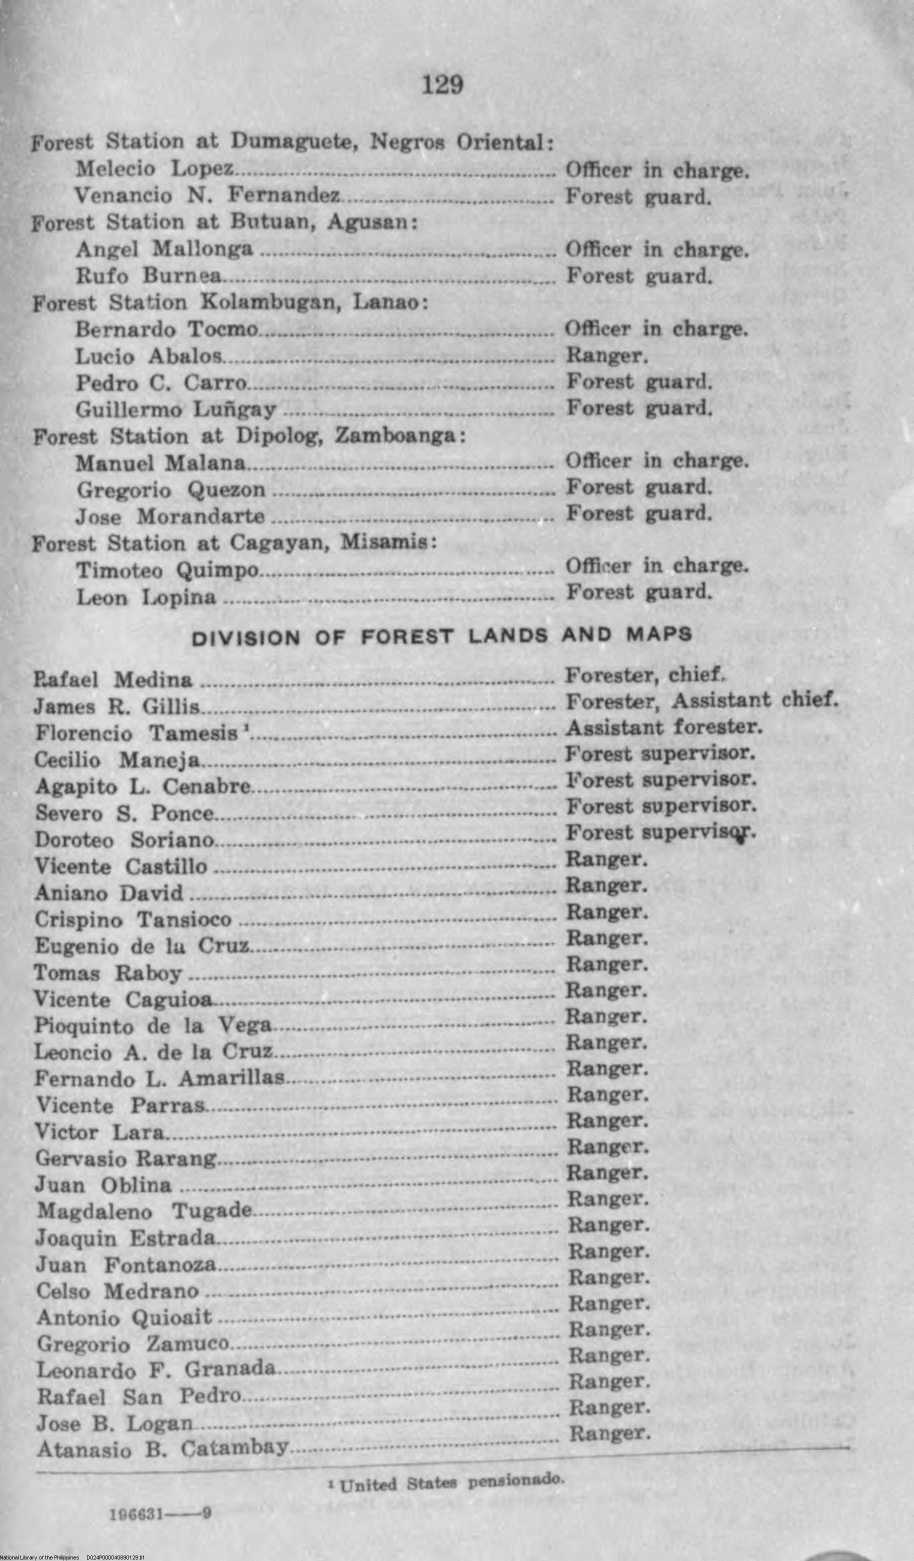 129
Forest Station at Dumaguete, Negros Oriental:
Melecio Lopez........ Officer in charge.
Venancio N. Fernandez........ Forest guard.
Forest Station at Butuan, Agusan:
Angel Mallonga ........ Officer in charge.
Rufo Burnea........ Forest guard.
Forest Station Kolambugan, Lanao:
Bernardo Tocmo........ Officer in charge.
Lucio Abalos........ Ranger.
Pedro C. Carro........ Forest guard.
Guillermo Luñgay ........ Forest guard.
Forest Station at Dipolog, Zamboanga:
Manuel Malana........ Officer in charge.
Gregorio Quezon ........ Forest guard.
Jose Morandarte ........ Forest guard.
Forest Station at Cagayan, Misamis:
Timoteo Quimpo........ Officer in charge.
Leon Lopina ........ Forest guard.
DIVISION OF FOREST LANDS AND MAPS
Rafael Medina ........ Forester, chief.
James R. Gillis........ Forester, Assistant chief.
Florencio Tamesis ¹........ Assistant forester.
Cecilio Maneja........ Forest supervisor.
Agapito L. Cenabre........ Forest supervisor.
Severo S. Ponce........ Forest supervisor.
Doroteo Soriano........ Forest supervisor.
Vicente Castillo ........ Ranger.
Aniano David ........ Ranger.
Crispino Tansioco ........ Ranger.
Eugenio de la Cruz........ Ranger.
Tomas Raboy ........ Ranger.
Vicente Caguioa........ Ranger.
Pioquinto de la Vega........ Ranger.
Leoncio A. de la Cruz........ Ranger.
Fernando L. Amarillas........ Ranger.
Vicente Parras........ Ranger.
Victor Lara........ Ranger.
Gervasio Rarang........ Ranger.
Juan Oblina ........ Ranger.
Magdaleno Tugade........ Ranger.
Joaquin Estrada........ Ranger.
Juan Fontanoza........ Ranger.
Celso Medrano ........ Ranger.
Antonio Quioait ........ Ranger.
Gregorio Zamuco........ Ranger.
Leonardo F. Granada........ Ranger.
Rafael San Pedro........ Ranger.
Jose B. Logan........ Ranger.
Atanasio B. Catambay........ Ranger.
¹ United States pensionado.
196631——9
National Library of the Philippines D024P000040890129.tif